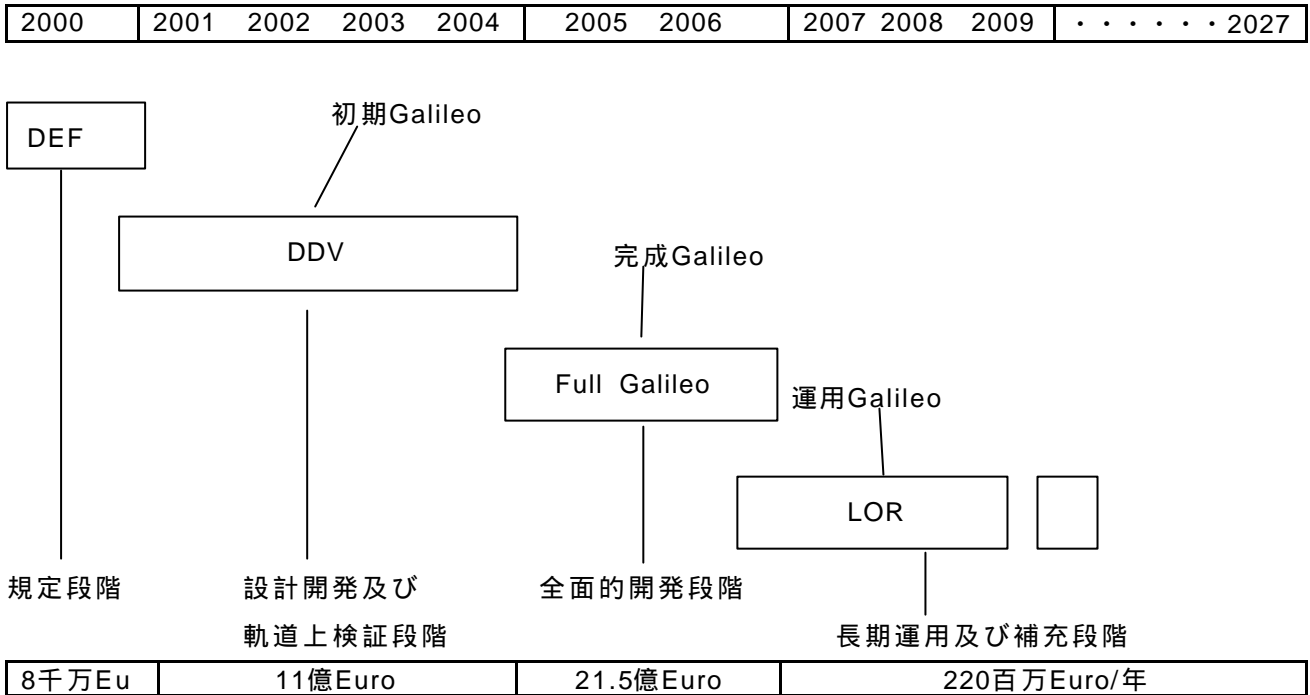 2000 2001 2002 2003 2004 2005 2006 2007 2008 2009 ・・・・・・2027
初期Galileo
DEF
DDV
完成Galileo
Full Galileo
運用Galileo
LOR
規定段階 設計開発及び 全面的開発段階
軌道上検証段階 長期運用及び補充段階
8千万Eu 11億Euro 21.5億Euro 220百万Euro/年